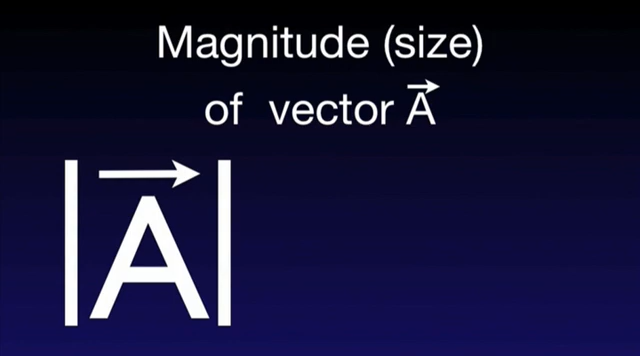 Magnitude (size)
of vector A⃗
|A⃗|